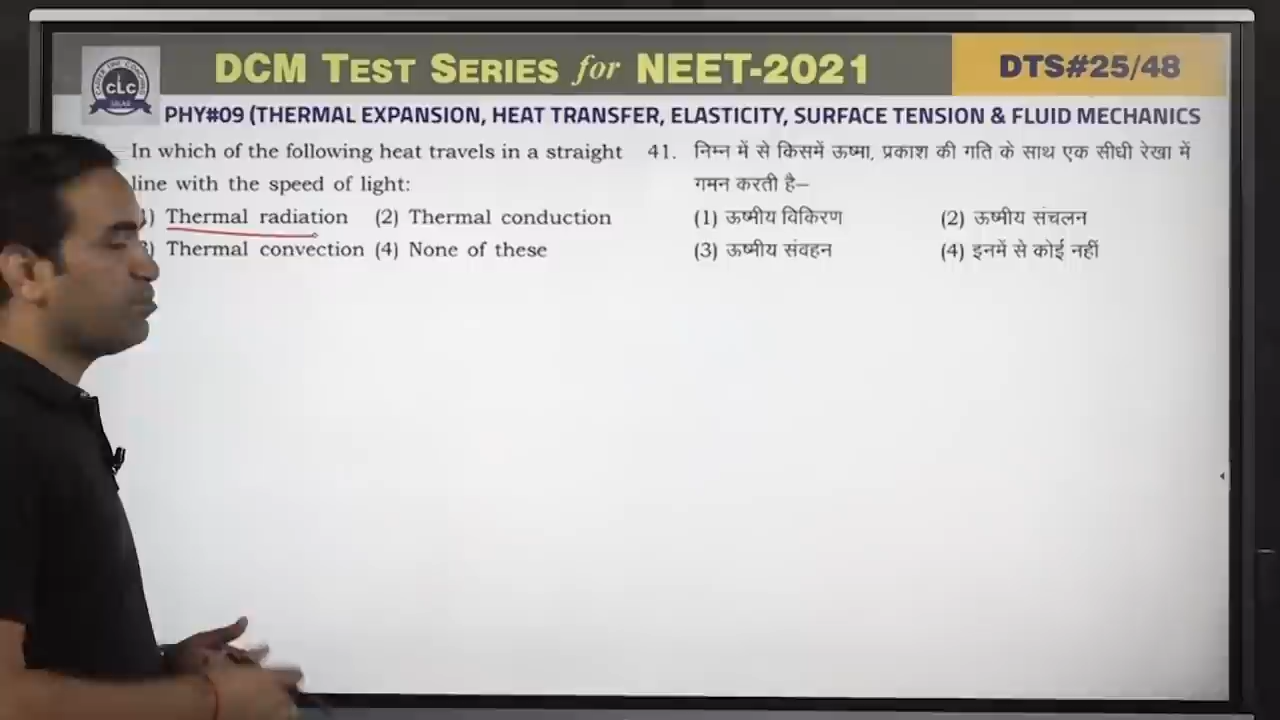 DCM TEST SERIES for NEET-2021
DTS#25/48
CLC
PHY#09 (THERMAL EXPANSION, HEAT TRANSFER, ELASTICITY, SURFACE TENSION & FLUID MECHANICS
In which of the following heat travels in a straight
line with the speed of light:
) Thermal radiation (2) Thermal conduction
) Thermal convection (4) None of these
41. निम्न में से किसमें ऊष्मा, प्रकाश की गति के साथ एक सीधी रेखा में
गमन करती है–
(1) ऊष्मीय विकिरण (2) ऊष्मीय संचलन
(3) ऊष्मीय संवहन (4) इनमें से कोई नहीं